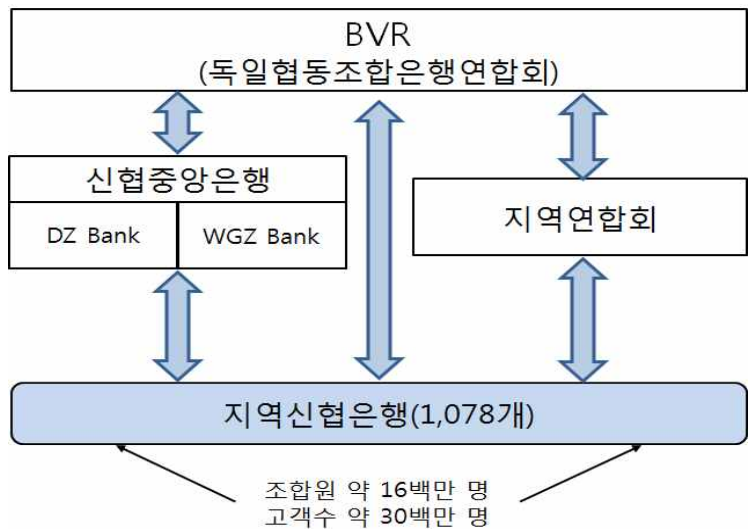 BVR
(독일협동조합은행연합회)
신협중앙은행
DZ Bank
WGZ Bank
지역연합회
지역신협은행(1,078개)
조합원 약 16백만 명
고객수 약 30백만 명